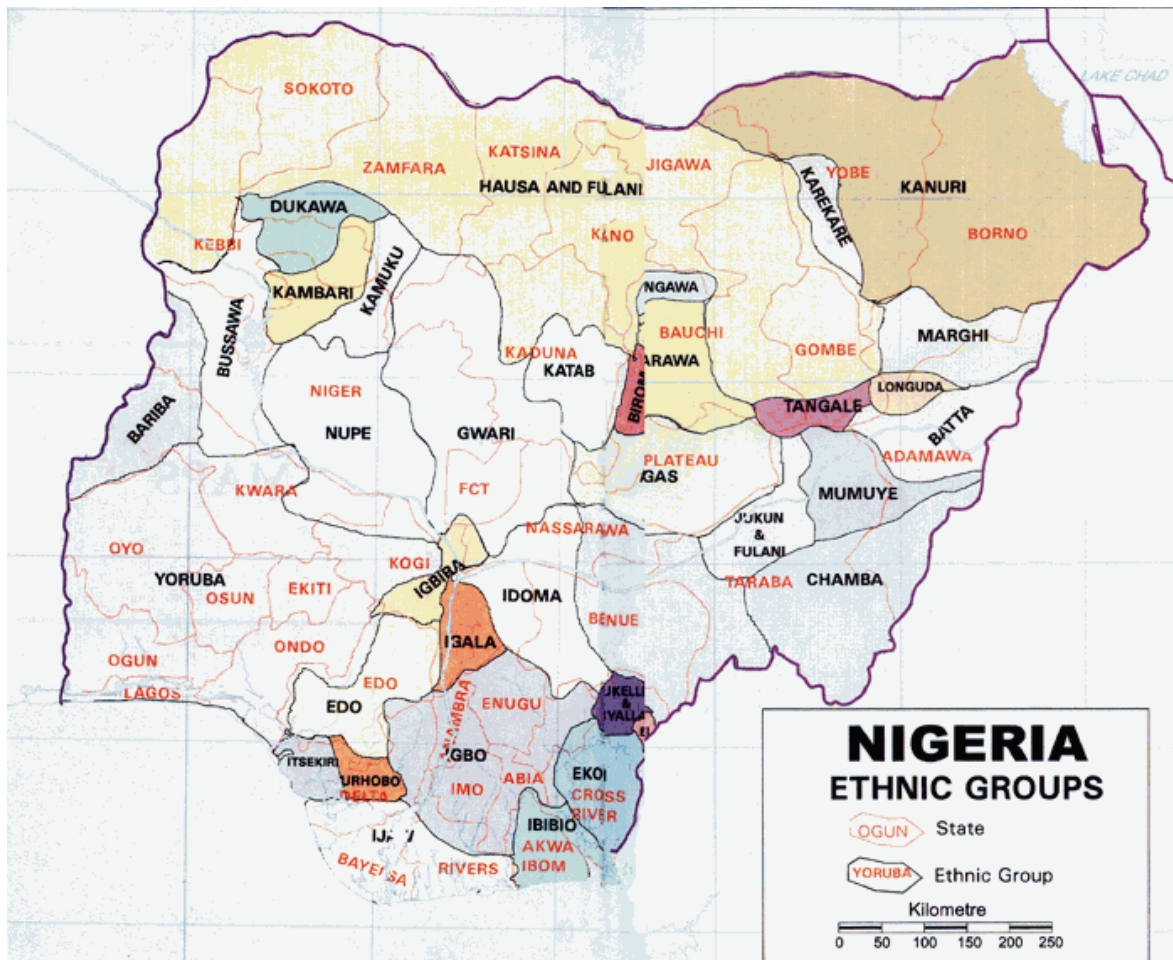 LAKE CHAD
SOKOTO
KATSINA
ZAMFARA
JIGAWA
HAUSA AND FULANI
YOBE
KAREKARE
KANURI
DUKAWA
KANO
BORNO
KEBBI
KAMUKU
KAMBARI
NGAWA
BUSSAWA
BAUCHI
MARGHI
KADUNA
KATAB
ARAWA
GOMBE
BIROM
LONGUDA
NIGER
TANGALE
BARIBA
NUPE
GWARI
BATTA
ADAMAWA
PLATEAU
GAS
KWARA
FCT
MUMUYE
NASSARAWA
JUKUN
&
FULANI
OYO
KOGI
IGBIRA
YORUBA
OSUN
EKITI
IDOMA
TARABA
CHAMBA
BENUE
ONDO
IGALA
OGUN
LAGOS
EDO
EDO
ENUGU
UKELLI
&
ITSEKIRI
URHOBO
DELTA
GBO
IMO
ABIA
EKOI
CROSS
RIVER
IBIBIO
AKWA
IBOM
RIVERS
NIGERIA
ETHNIC GROUPS
OGUN State
YORUBA Ethnic Group
Kilometre
0 50 100 150 200 250